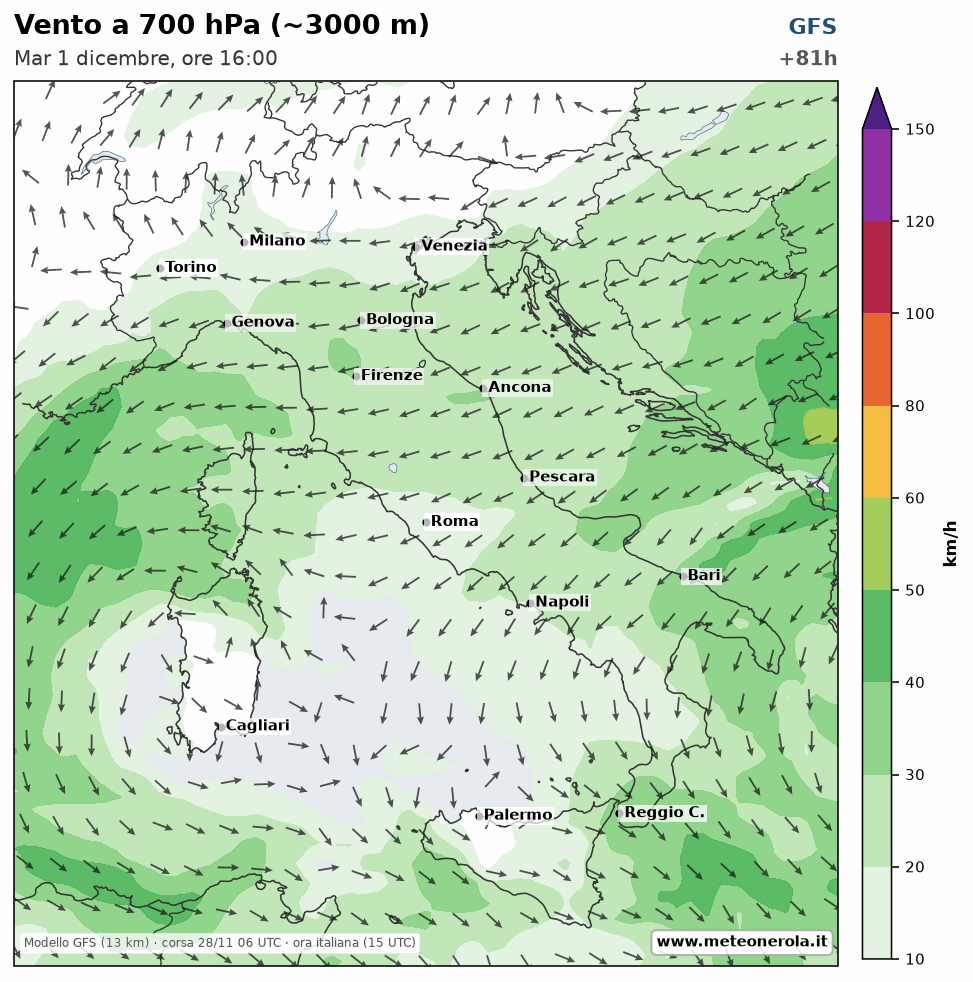 Vento a 700 hPa (~3000 m)
GFS
Mar 1 dicembre, ore 16:00
+81h
150
120
100
80
60
50
40
30
20
10
km/h
Milano
Venezia
Torino
Genova
Bologna
Firenze
Ancona
Pescara
Roma
Bari
Napoli
Cagliari
Palermo
Reggio C.
Modello GFS (13 km) · corsa 28/11 06 UTC · ora italiana (15 UTC)
www.meteonerola.it